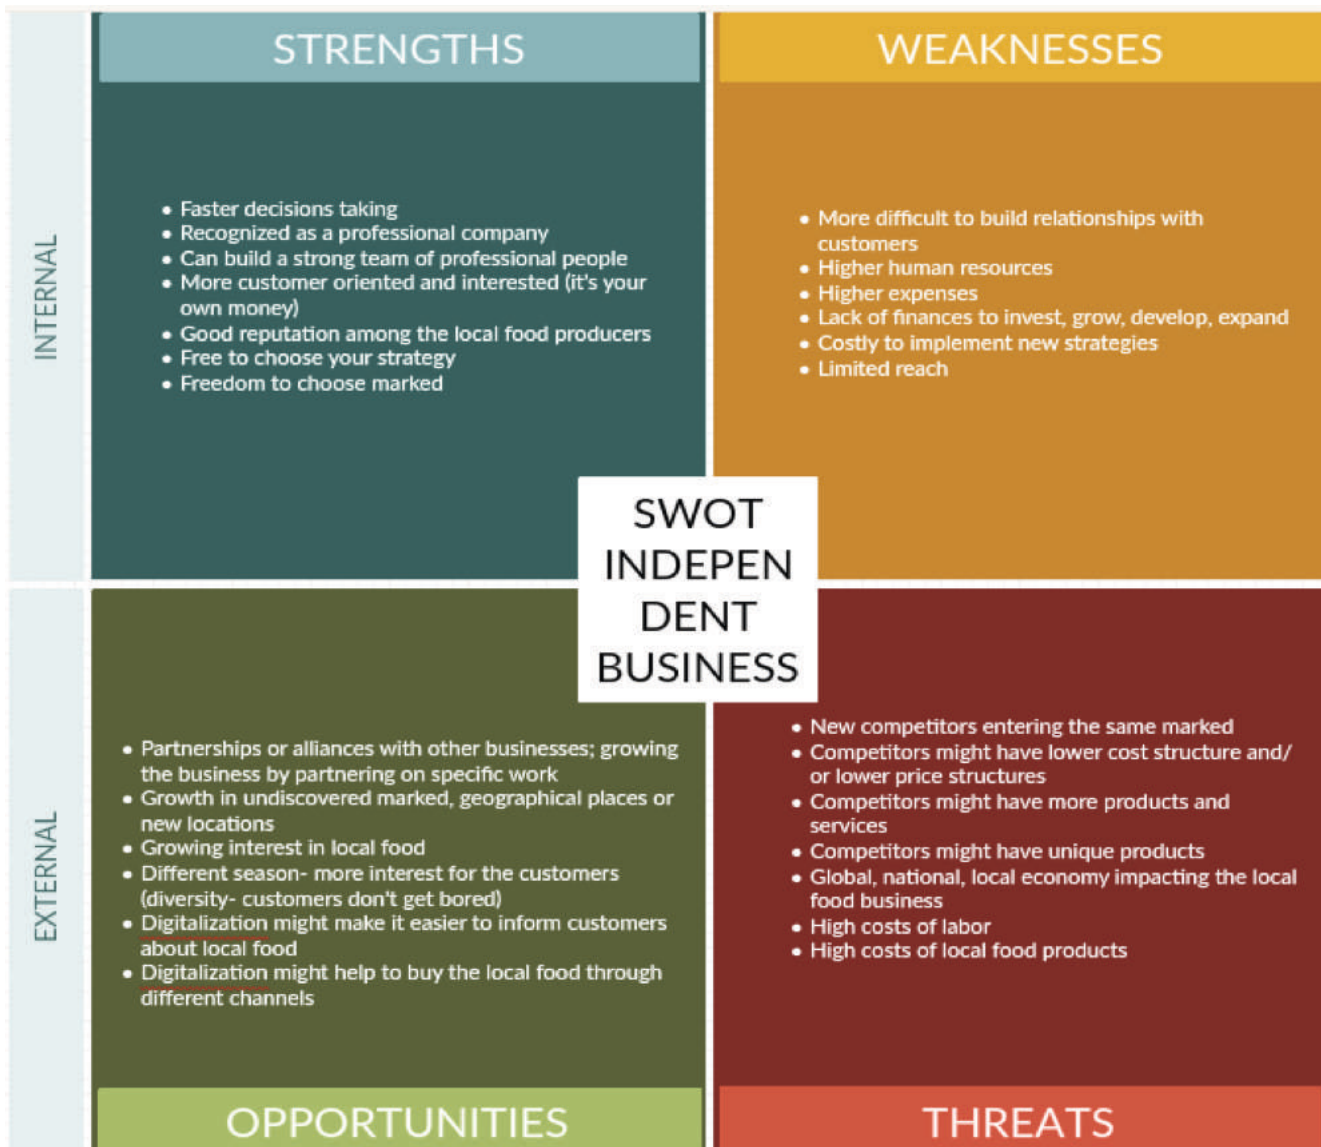 STRENGTHS
WEAKNESSES
INTERNAL
• Faster decisions taking
• Recognized as a professional company
• Can build a strong team of professional people
• More customer oriented and interested (it's your
own money)
• Good reputation among the local food producers
• Free to choose your strategy
• Freedom to choose marked
• More difficult to build relationships with
customers
• Higher human resources
• Higher expenses
• Lack of finances to invest, grow, develop, expand
• Costly to implement new strategies
• Limited reach
SWOT
INDEPEN
DENT
BUSINESS
EXTERNAL
• Partnerships or alliances with other businesses; growing
the business by partnering on specific work
• Growth in undiscovered marked, geographical places or
new locations
• Growing interest in local food
• Different season- more interest for the customers
(diversity- customers don't get bored)
• Digitalization might make it easier to inform customers
about local food
• Digitalization might help to buy the local food through
different channels
• New competitors entering the same marked
• Competitors might have lower cost structure and/
or lower price structures
• Competitors might have more products and
services
• Competitors might have unique products
• Global, national, local economy impacting the local
food business
• High costs of labor
• High costs of local food products
OPPORTUNITIES
THREATS